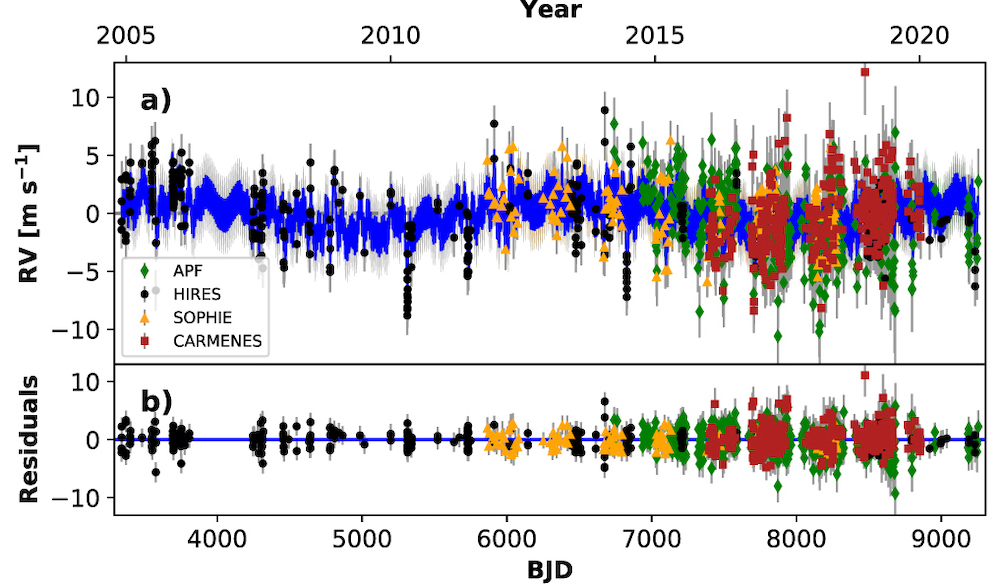 Year
2005 2010 2015 2020
a)
10
5
0
−5
−10
RV [m s⁻¹]
APF
HIRES
SOPHIE
CARMENES
b)
10
0
−10
Residuals
4000 5000 6000 7000 8000 9000
BJD